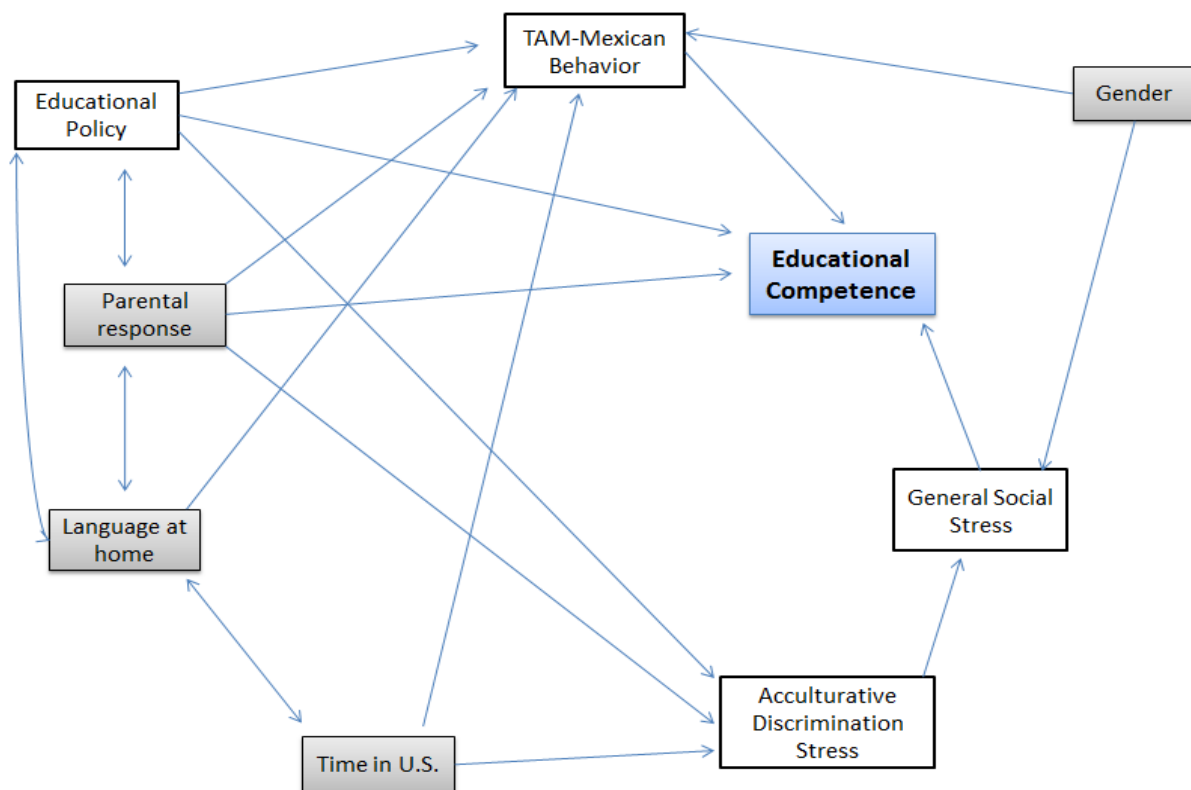 TAM-Mexican
Behavior
Educational
Policy
Gender
Educational
Competence
Parental
response
General Social
Stress
Language at
home
Acculturative
Discrimination
Stress
Time in U.S.